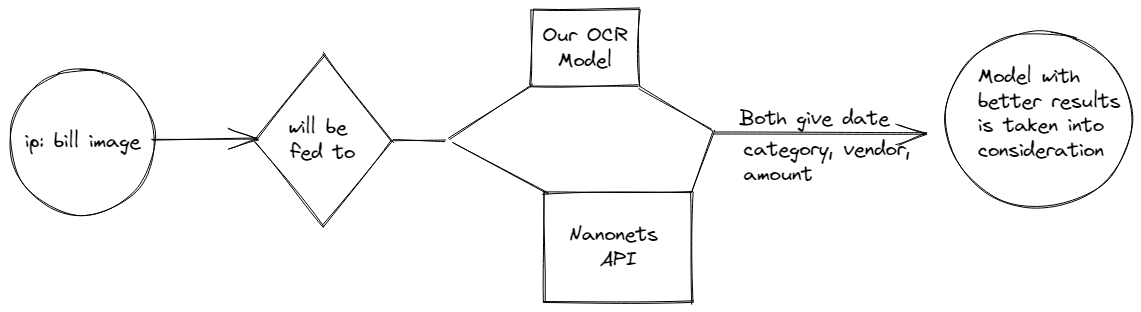 ip: bill image
will be
fed to
Our OCR
Model
Nanonets
API
Both give date
category, vendor,
amount
Model with
better results
is taken into
consideration